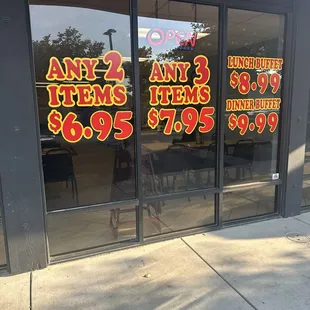 OPEN
ANY 2
ITEMS
$6.95
ANY 3
ITEMS
$7.95
LUNCH BUFFET
$8.99
DINNER BUFFET
$9.99